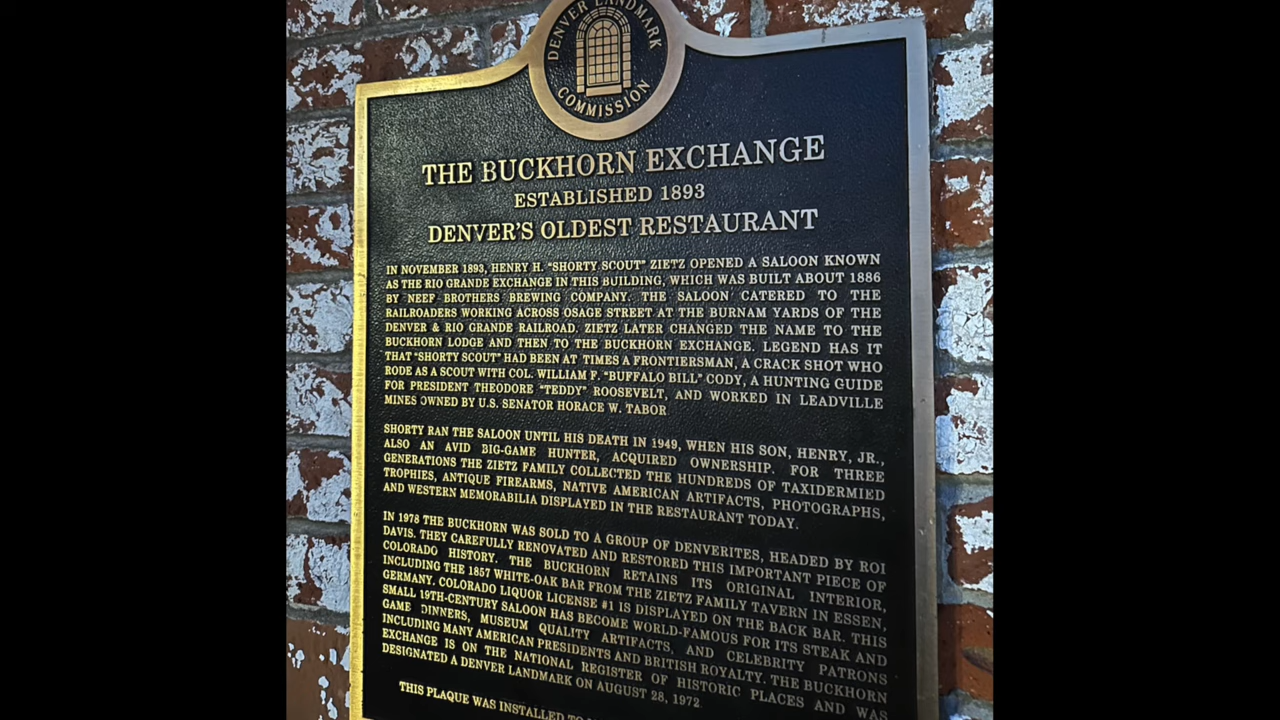 DENVER LANDMARK
COMMISSION
THE BUCKHORN EXCHANGE
ESTABLISHED 1893
DENVER'S OLDEST RESTAURANT
IN NOVEMBER 1893, HENRY H. "SHORTY SCOUT" ZIETZ OPENED A SALOON KNOWN
AS THE RIO GRANDE EXCHANGE IN THIS BUILDING, WHICH WAS BUILT ABOUT 1886
BY NEEF BROTHERS BREWING COMPANY. THE SALOON CATERED TO THE
RAILROADERS WORKING ACROSS OSAGE STREET AT THE BURNAM YARDS OF THE
DENVER & RIO GRANDE RAILROAD. ZIETZ LATER CHANGED THE NAME TO THE
BUCKHORN LODGE AND THEN TO THE BUCKHORN EXCHANGE. LEGEND HAS IT
THAT "SHORTY SCOUT" HAD BEEN AT TIMES A FRONTIERSMAN, A CRACK SHOT WHO
RODE AS A SCOUT WITH COL. WILLIAM F. "BUFFALO BILL" CODY, A HUNTING GUIDE
FOR PRESIDENT THEODORE "TEDDY" ROOSEVELT, AND WORKED IN LEADVILLE
MINES OWNED BY U.S. SENATOR HORACE W. TABOR
SHORTY RAN THE SALOON UNTIL HIS DEATH IN 1949, WHEN HIS SON, HENRY, JR.,
ALSO AN AVID BIG-GAME HUNTER, ACQUIRED OWNERSHIP. FOR THREE
GENERATIONS THE ZIETZ FAMILY COLLECTED THE HUNDREDS OF TAXIDERMIED
TROPHIES, ANTIQUE FIREARMS, NATIVE AMERICAN ARTIFACTS, PHOTOGRAPHS,
AND WESTERN MEMORABILIA DISPLAYED IN THE RESTAURANT TODAY.
IN 1978 THE BUCKHORN WAS SOLD TO A GROUP OF DENVERITES, HEADED BY ROI
DAVIS. THEY CAREFULLY RENOVATED AND RESTORED THIS IMPORTANT PIECE OF
COLORADO HISTORY. THE BUCKHORN RETAINS ITS ORIGINAL INTERIOR,
INCLUDING THE 1857 WHITE-OAK BAR FROM THE ZIETZ FAMILY TAVERN IN ESSEN,
GERMANY. COLORADO LIQUOR LICENSE #1 IS DISPLAYED ON THE BACK BAR. THIS
SMALL 19TH-CENTURY SALOON HAS BECOME WORLD-FAMOUS FOR ITS STEAK AND
GAME DINNERS, MUSEUM QUALITY ARTIFACTS, AND CELEBRITY PATRONS
INCLUDING MANY AMERICAN PRESIDENTS AND BRITISH ROYALTY. THE BUCKHORN
EXCHANGE IS ON THE NATIONAL REGISTER OF HISTORIC PLACES AND WAS
DESIGNATED A DENVER LANDMARK ON AUGUST 28, 1972
THIS PLAQUE WAS INSTALLED